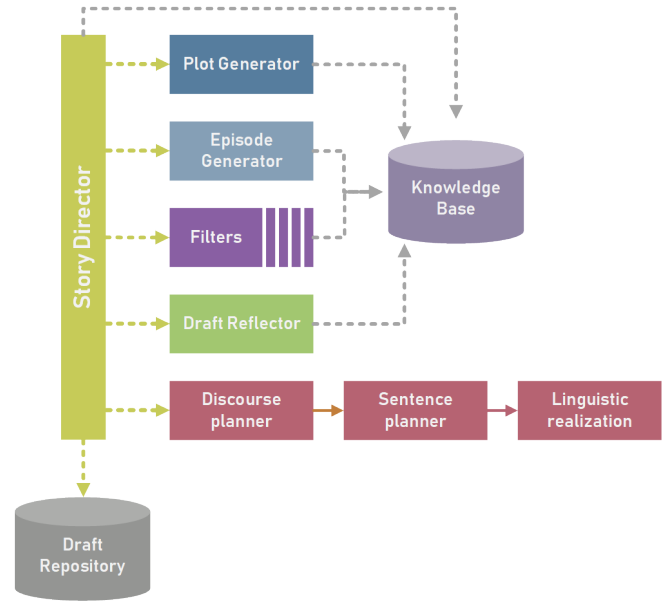 Story Director
Plot Generator
Episode
Generator
Filters
Draft Reflector
Discourse
planner
Sentence
planner
Linguistic
realization
Knowledge
Base
Draft
Repository